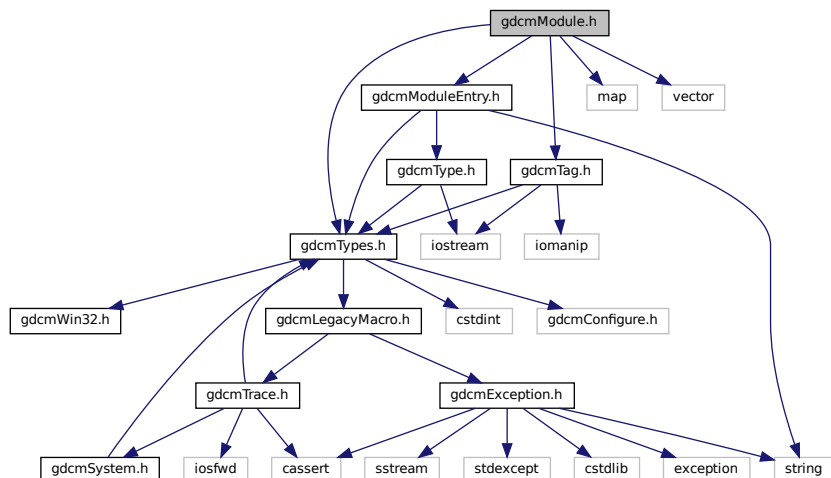 gdcmModule.h
gdcmModuleEntry.h
map
vector
gdcmType.h
gdcmTag.h
gdcmTypes.h
iostream
iomanip
gdcmWin32.h
gdcmLegacyMacro.h
cstdint
gdcmConfigure.h
gdcmTrace.h
gdcmException.h
gdcmSystem.h
iosfwd
cassert
sstream
stdexcept
cstdlib
exception
string